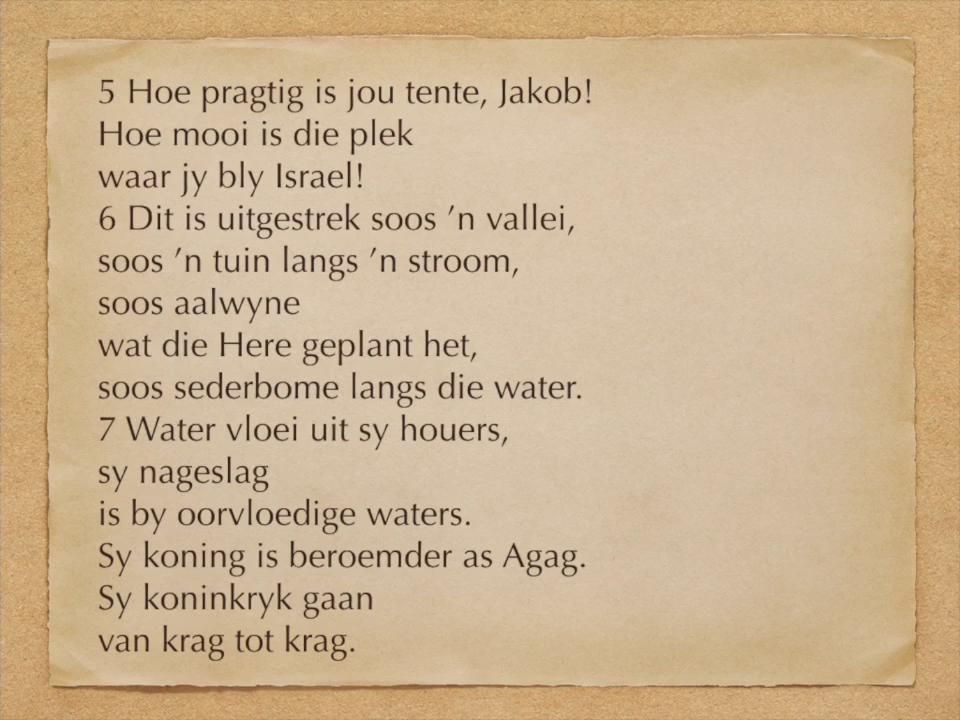 5 Hoe pragtig is jou tente, Jakob!
Hoe mooi is die plek
waar jy bly Israel!
6 Dit is uitgestrek soos ’n vallei,
soos ’n tuin langs ’n stroom,
soos aalwyne
wat die Here geplant het,
soos sederbome langs die water.
7 Water vloei uit sy houers,
sy nageslag
is by oorvloedige waters.
Sy koning is beroemder as Agag.
Sy koninkryk gaan
van krag tot krag.